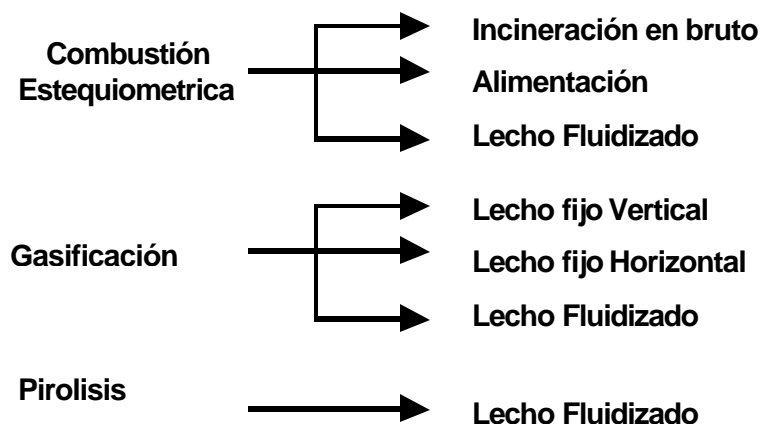 Combustión
Estequiometrica
Incineración en bruto
Alimentación
Lecho Fluidizado
Gasificación
Lecho fijo Vertical
Lecho fijo Horizontal
Lecho Fluidizado
Pirolisis
Lecho Fluidizado